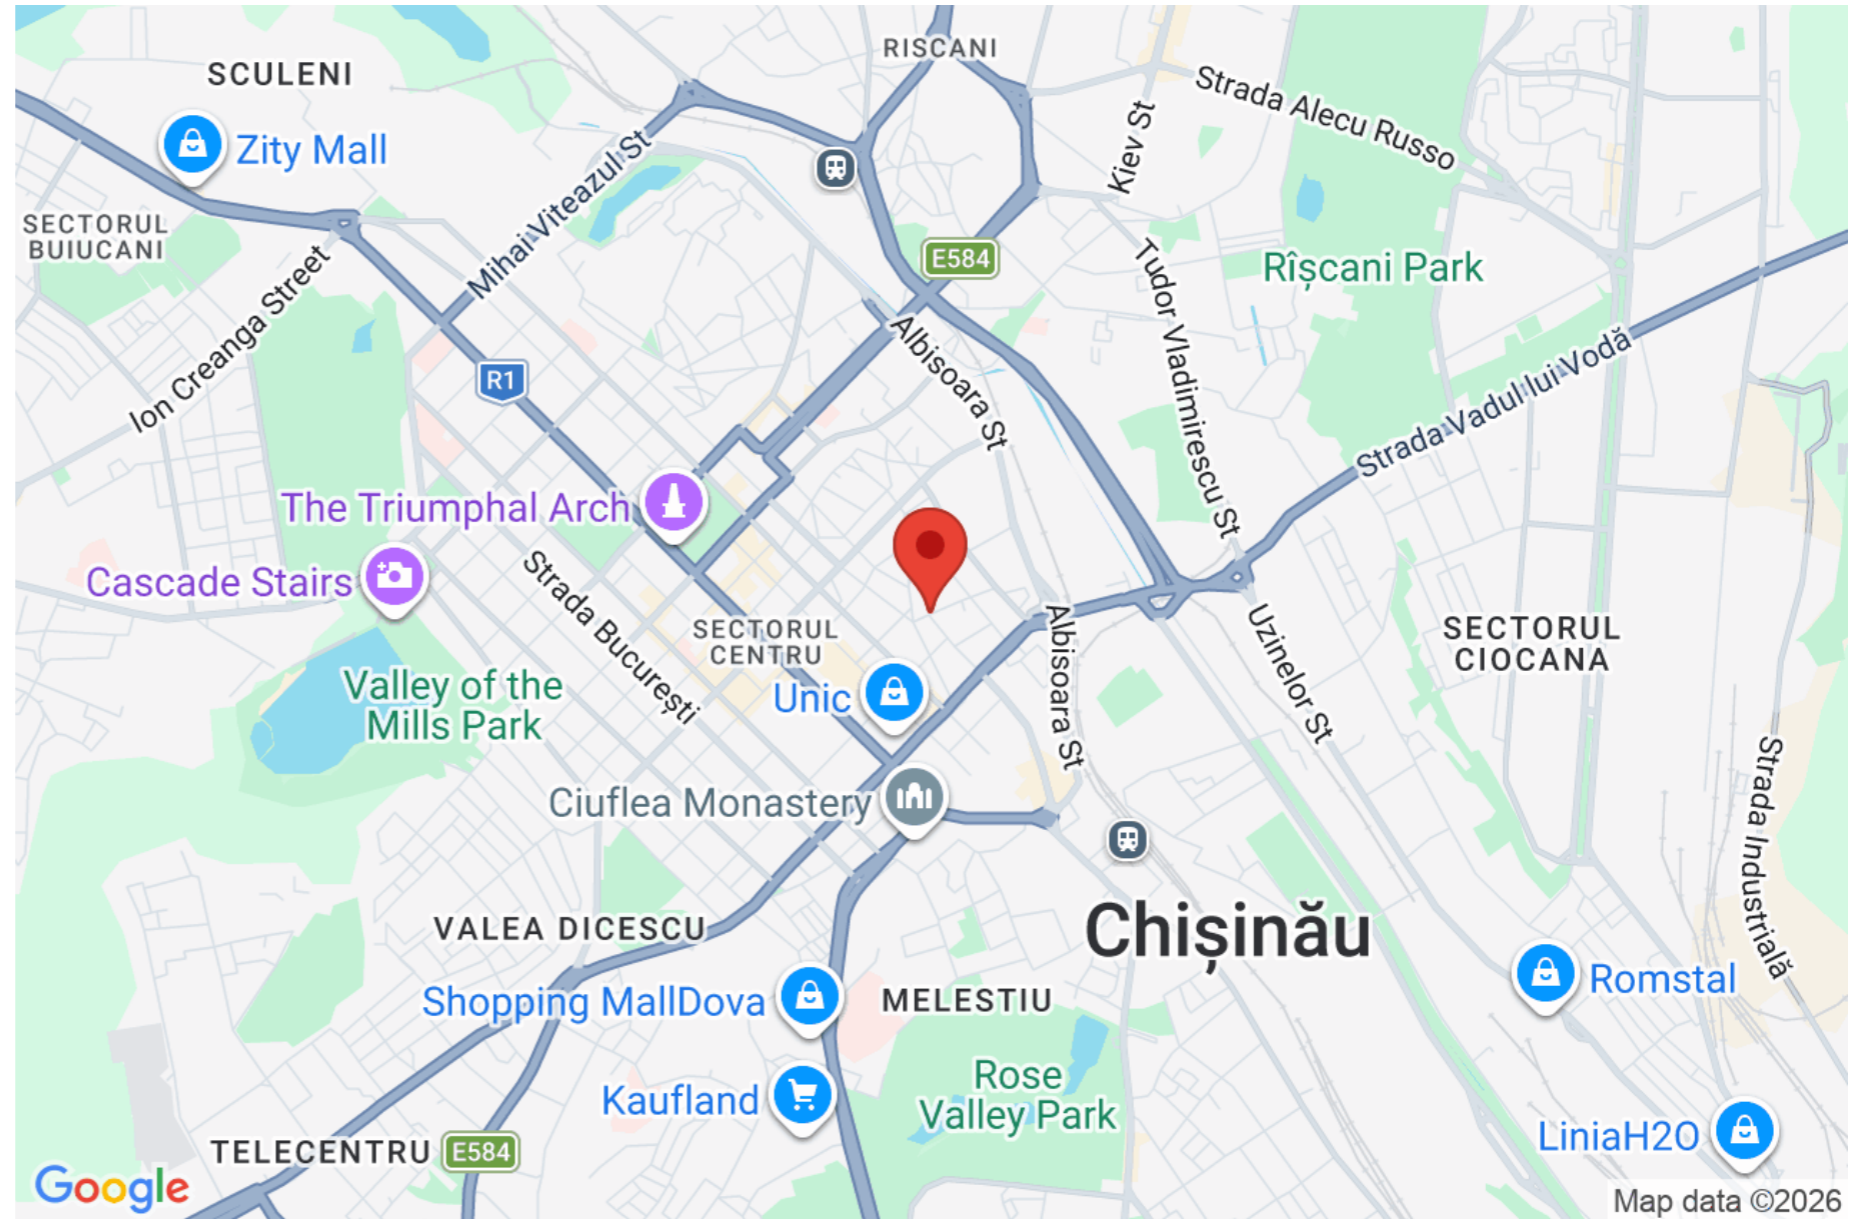 RISCANI
SCULENI
Strada Alecu Russo
Zity Mall
Kiev St
Mihai Viteazul St
SECTORUL
BUIUCANI
E584
Rîșcani Park
Ion Creanga Street
Tudor Vladimirescu St
Albisoara St
R1
Strada Vadul lui Vodă
The Triumphal Arch
Cascade Stairs
Strada București
SECTORUL
CENTRU
Albisoara St
Uzinelor St
SECTORUL
CIOCANA
Valley of the
Mills Park
Unic
Ciuflea Monastery
Strada Industrială
VALEA DICESCU
Chișinău
Shopping MallDova
MELESTIU
Romstal
Rose
Valley Park
Kaufland
LiniaH2O
TELECENTRU
E584
Google
Map data ©2026